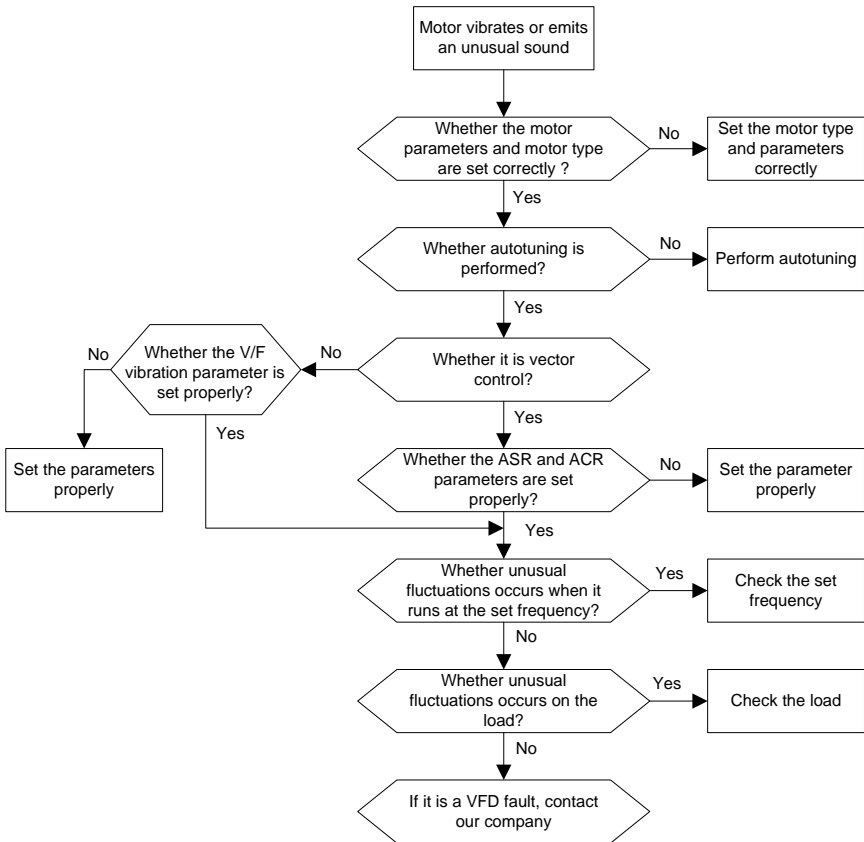 Motor vibrates or emits
an unusual sound
Whether the motor
parameters and motor type
are set correctly ?
No
Set the motor type
and parameters
correctly
Yes
Whether autotuning is
performed?
No
Perform autotuning
Yes
Whether it is vector
control?
No
Whether the V/F
vibration parameter is
set properly?
No
Set the parameters
properly
Yes
Yes
Whether the ASR and ACR
parameters are set
properly?
No
Set the parameter
properly
Yes
Whether unusual
fluctuations occurs when it
runs at the set frequency?
Yes
Check the set
frequency
No
Whether unusual
fluctuations occurs on the
load?
Yes
Check the load
No
If it is a VFD fault, contact
our company